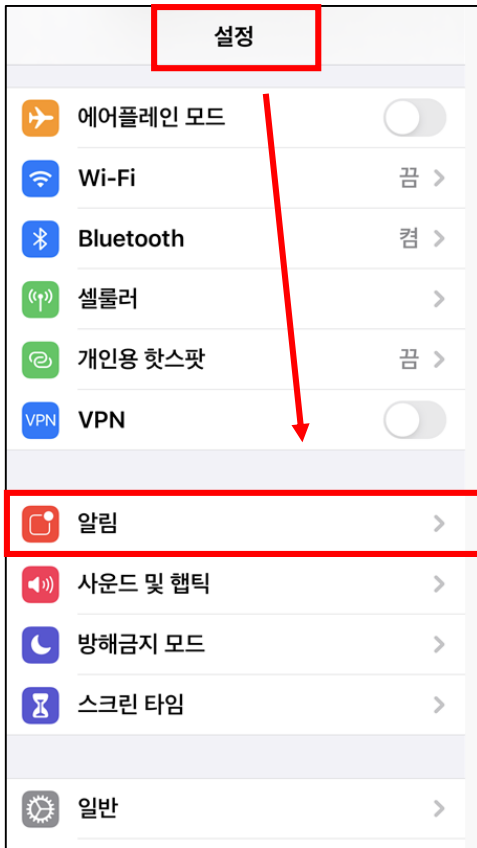 설정
에어플레인 모드
Wi-Fi 끔
Bluetooth 켬
셀룰러
개인용 핫스팟 끔
VPN VPN
알림
사운드 및 햅틱
방해금지 모드
스크린 타임
일반